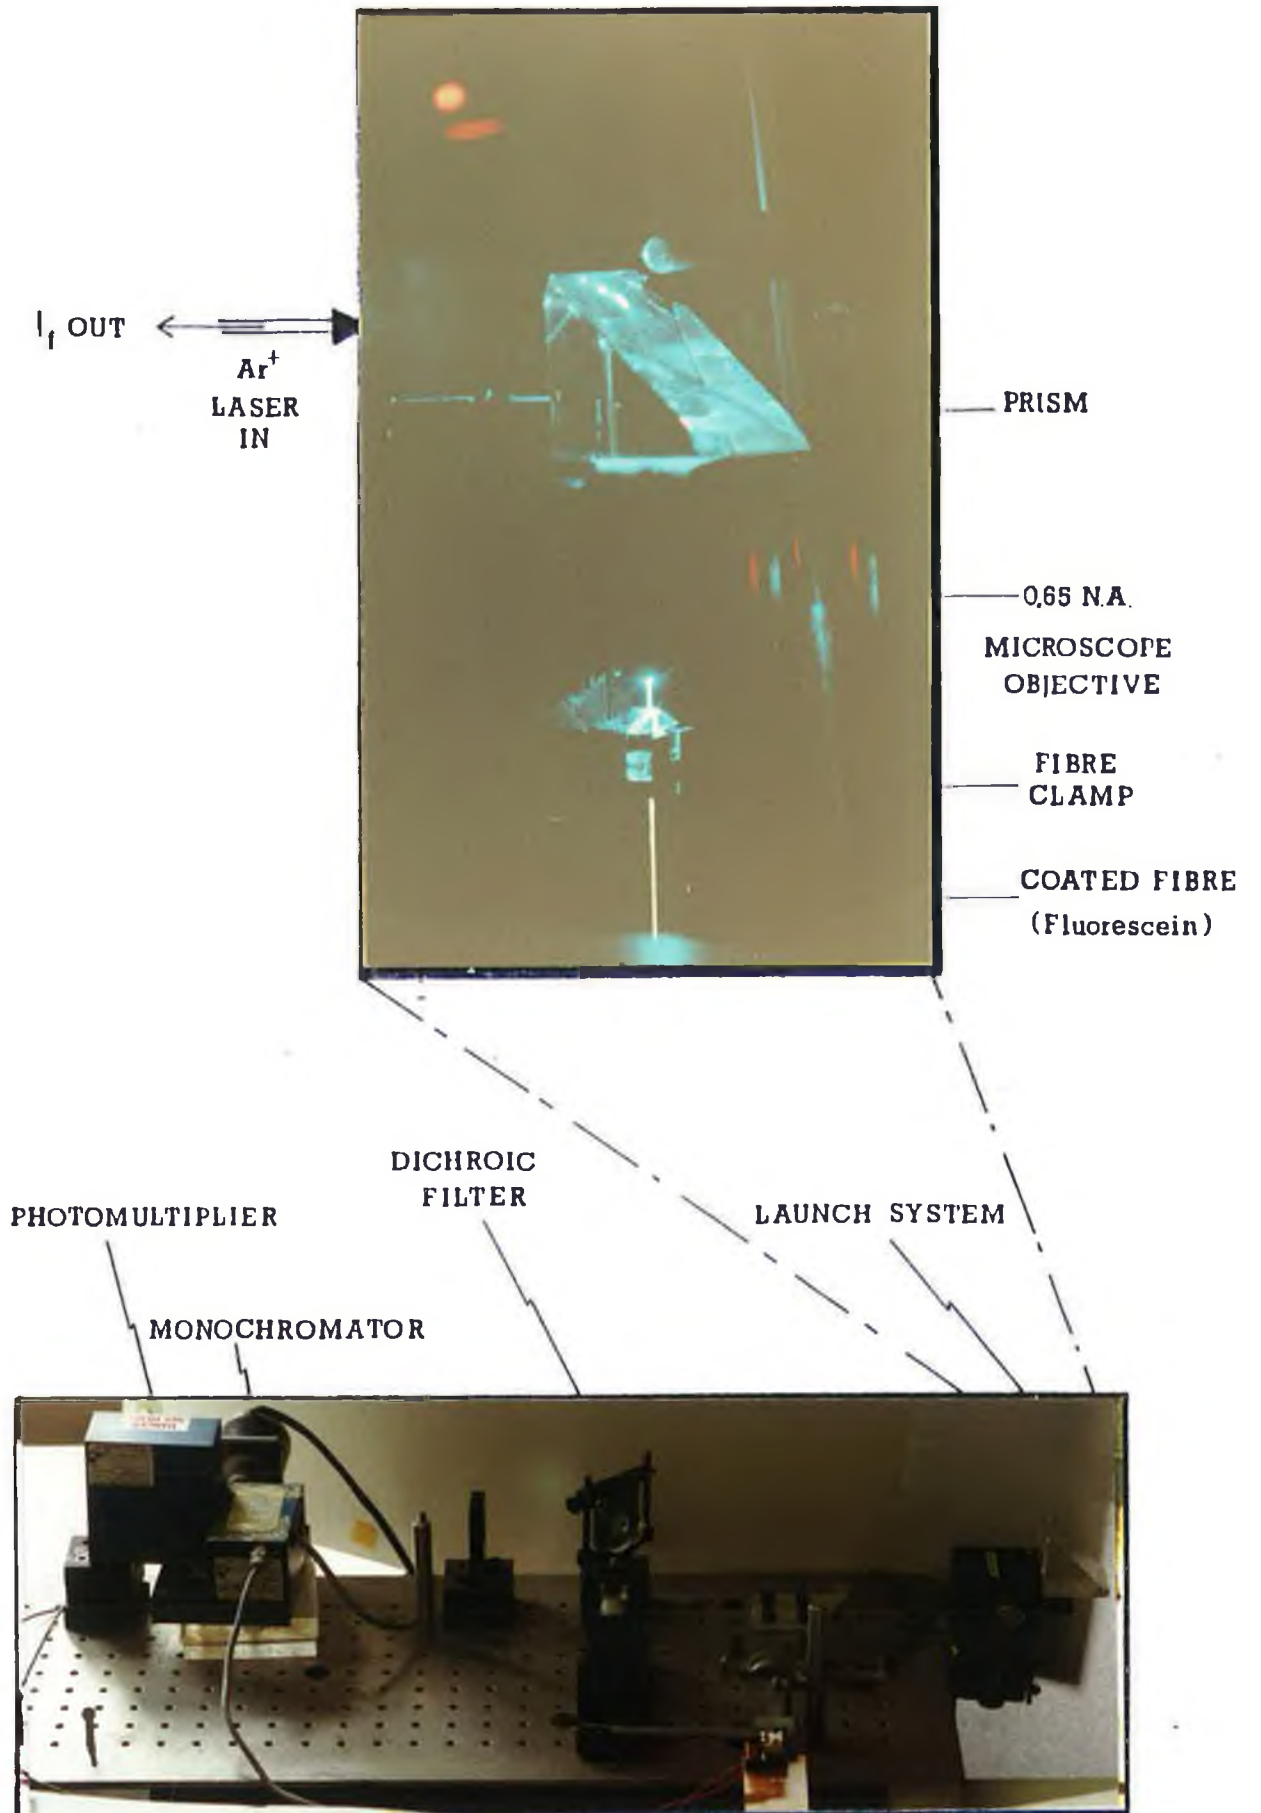 I_f OUT
Ar⁺
LASER
IN
PRISM
0.65 N.A.
MICROSCOPE
OBJECTIVE
FIBRE
CLAMP
COATED FIBRE
(Fluorescein)
DICHROIC
FILTER
PHOTOMULTIPLIER
LAUNCH SYSTEM
MONOCHROMATOR